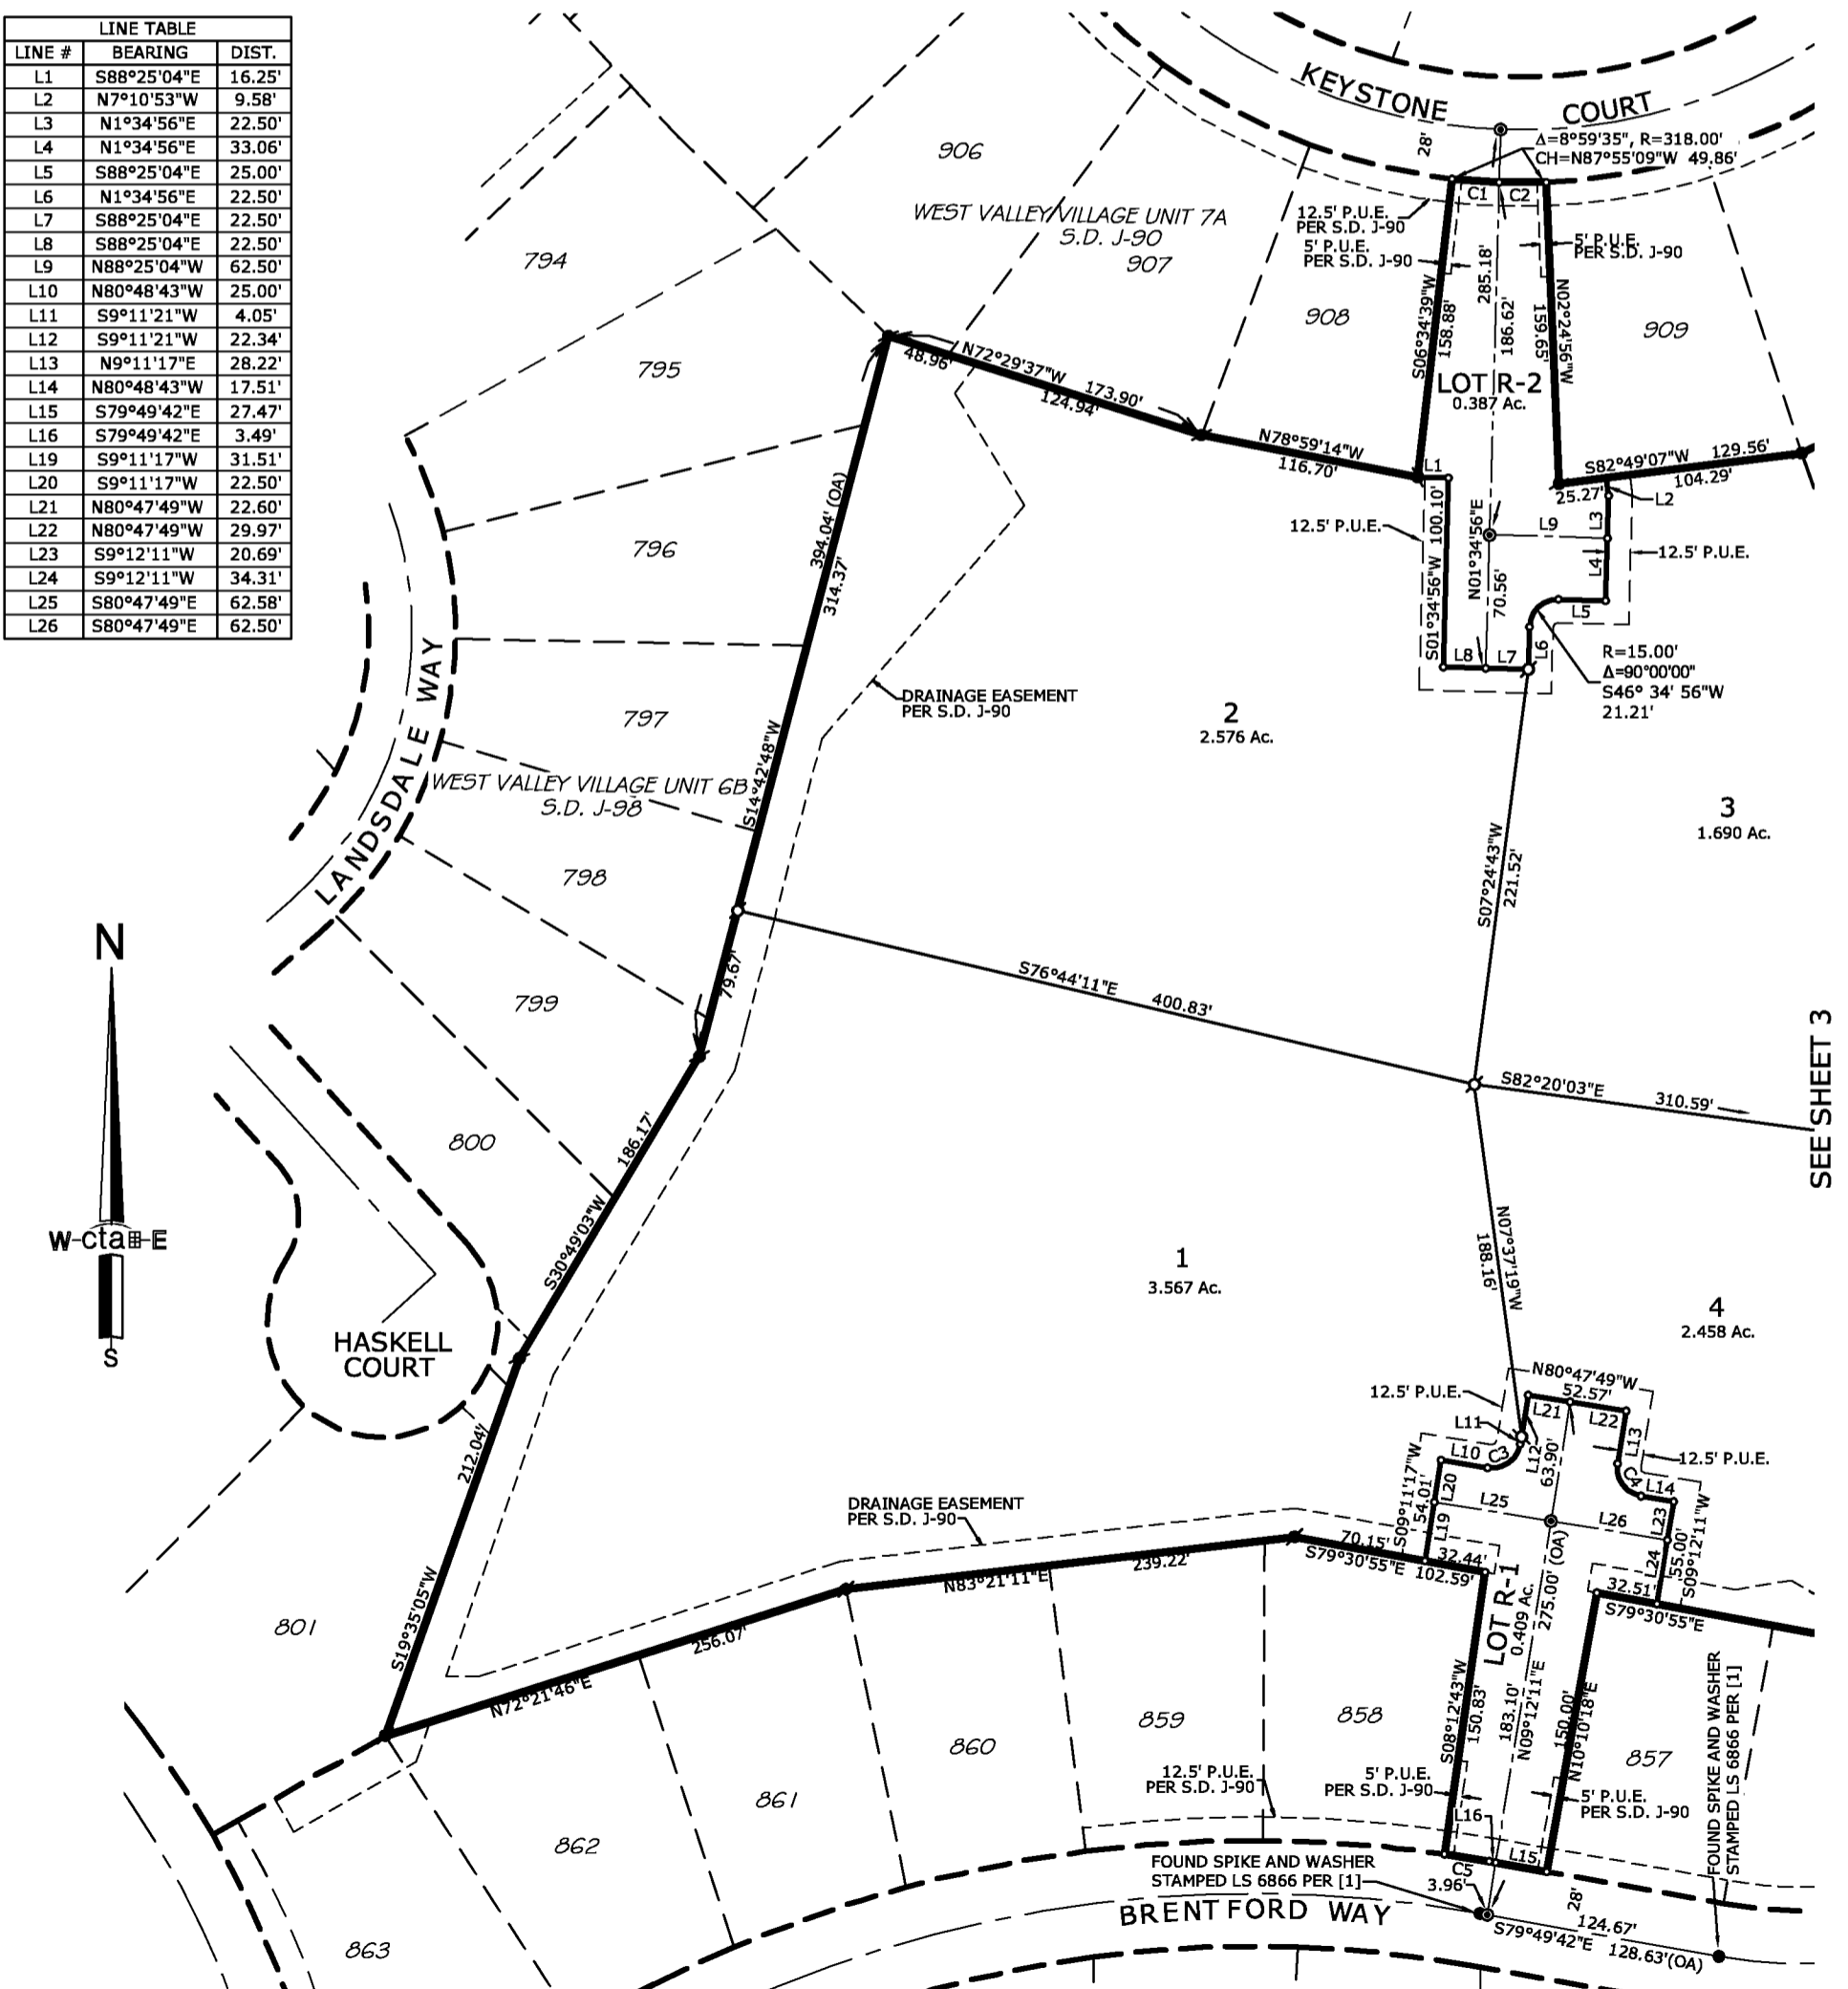 LINE TABLE
LINE # BEARING DIST.
L1 S88°25'04"E 16.25'
L2 N7°10'53"W 9.58'
L3 N1°34'56"E 22.50'
L4 N1°34'56"E 33.06'
L5 S88°25'04"E 25.00'
L6 N1°34'56"E 22.50'
L7 S88°25'04"E 22.50'
L8 S88°25'04"E 22.50'
L9 N88°25'04"W 62.50'
L10 N80°48'43"W 25.00'
L11 S9°11'21"W 4.05'
L12 S9°11'21"W 22.34'
L13 N9°11'17"E 28.22'
L14 N80°48'43"W 17.51'
L15 S79°49'42"E 27.47'
L16 S79°49'42"E 3.49'
L19 S9°11'17"W 31.51'
L20 S9°11'17"W 22.50'
L21 N80°47'49"W 22.60'
L22 N80°47'49"W 29.97'
L23 S9°12'11"W 20.69'
L24 S9°12'11"W 34.31'
L25 S80°47'49"E 62.58'
L26 S80°47'49"E 62.50'
KEYSTONE COURT
28'
Δ=8°59'35", R=318.00'
CH=N87°55'09"W 49.86'
C1
C2
906
WEST VALLEY VILLAGE UNIT 7A
S.D. J-90
907
12.5' P.U.E.
PER S.D. J-90
5' P.U.E.
PER S.D. J-90
5' P.U.E.
PER S.D. J-90
794
908
909
285.18'
186.62'
S06°34'39"W
158.88'
N02°24'56"W
159.65'
LOT R-2
0.387 Ac.
795
48.96'
N72°29'37"W
173.90'
124.94'
N78°59'14"W
116.70'
L1
S82°49'07"W 129.56'
25.27'
104.29'
L2
L3
L9
L4
12.5' P.U.E.
12.5' P.U.E.
S01°34'56"W 100.10'
N01°34'56"E
70.56'
L5
L6
L8
L7
R=15.00'
Δ=90°00'00"
S46° 34' 56"W
21.21'
796
394.04' (OA)
314.37'
S14°42'48"W
797
DRAINAGE EASEMENT
PER S.D. J-90
2
2.576 Ac.
3
1.690 Ac.
LANDSDALE WAY
WEST VALLEY VILLAGE UNIT 6B
S.D. J-98
798
S07°24'43"W
221.52'
N
W-cta-E
S
799
79.67'
S76°44'11"E
400.83'
S82°20'03"E
310.59'
SEE SHEET 3
800
186.17'
S30°49'03"W
N07°37'19"W
188.16'
1
3.567 Ac.
4
2.458 Ac.
HASKELL
COURT
12.5' P.U.E.
N80°47'49"W
52.57'
L11
L21
L22
L12
L13
12.5' P.U.E.
L10
C3
C4
L14
63.90'
S09°11'17"W
54.01'
L20
L19
L25
L26
L23
L24
55.00'
S09°12'11"W
212.04'
S19°35'05"W
DRAINAGE EASEMENT
PER S.D. J-90
70.15'
S79°30'55"E
32.44'
102.59'
239.22'
N83°21'11"E
32.51'
S79°30'55"E
LOT R-1
0.409 Ac.
275.00' (OA)
801
256.07'
N72°21'46"E
S08°12'43"W
150.83'
183.10'
N09°12'11"E
150.00'
N10°10'18"E
FOUND SPIKE AND WASHER
STAMPED LS 6866 PER [1]
859
858
860
857
12.5' P.U.E.
PER S.D. J-90
5' P.U.E.
PER S.D. J-90
5' P.U.E.
PER S.D. J-90
861
862
L16
L15
C5
FOUND SPIKE AND WASHER
STAMPED LS 6866 PER [1]
3.96'
28'
BRENTFORD WAY
863
124.67'
S79°49'42"E 128.63'(OA)